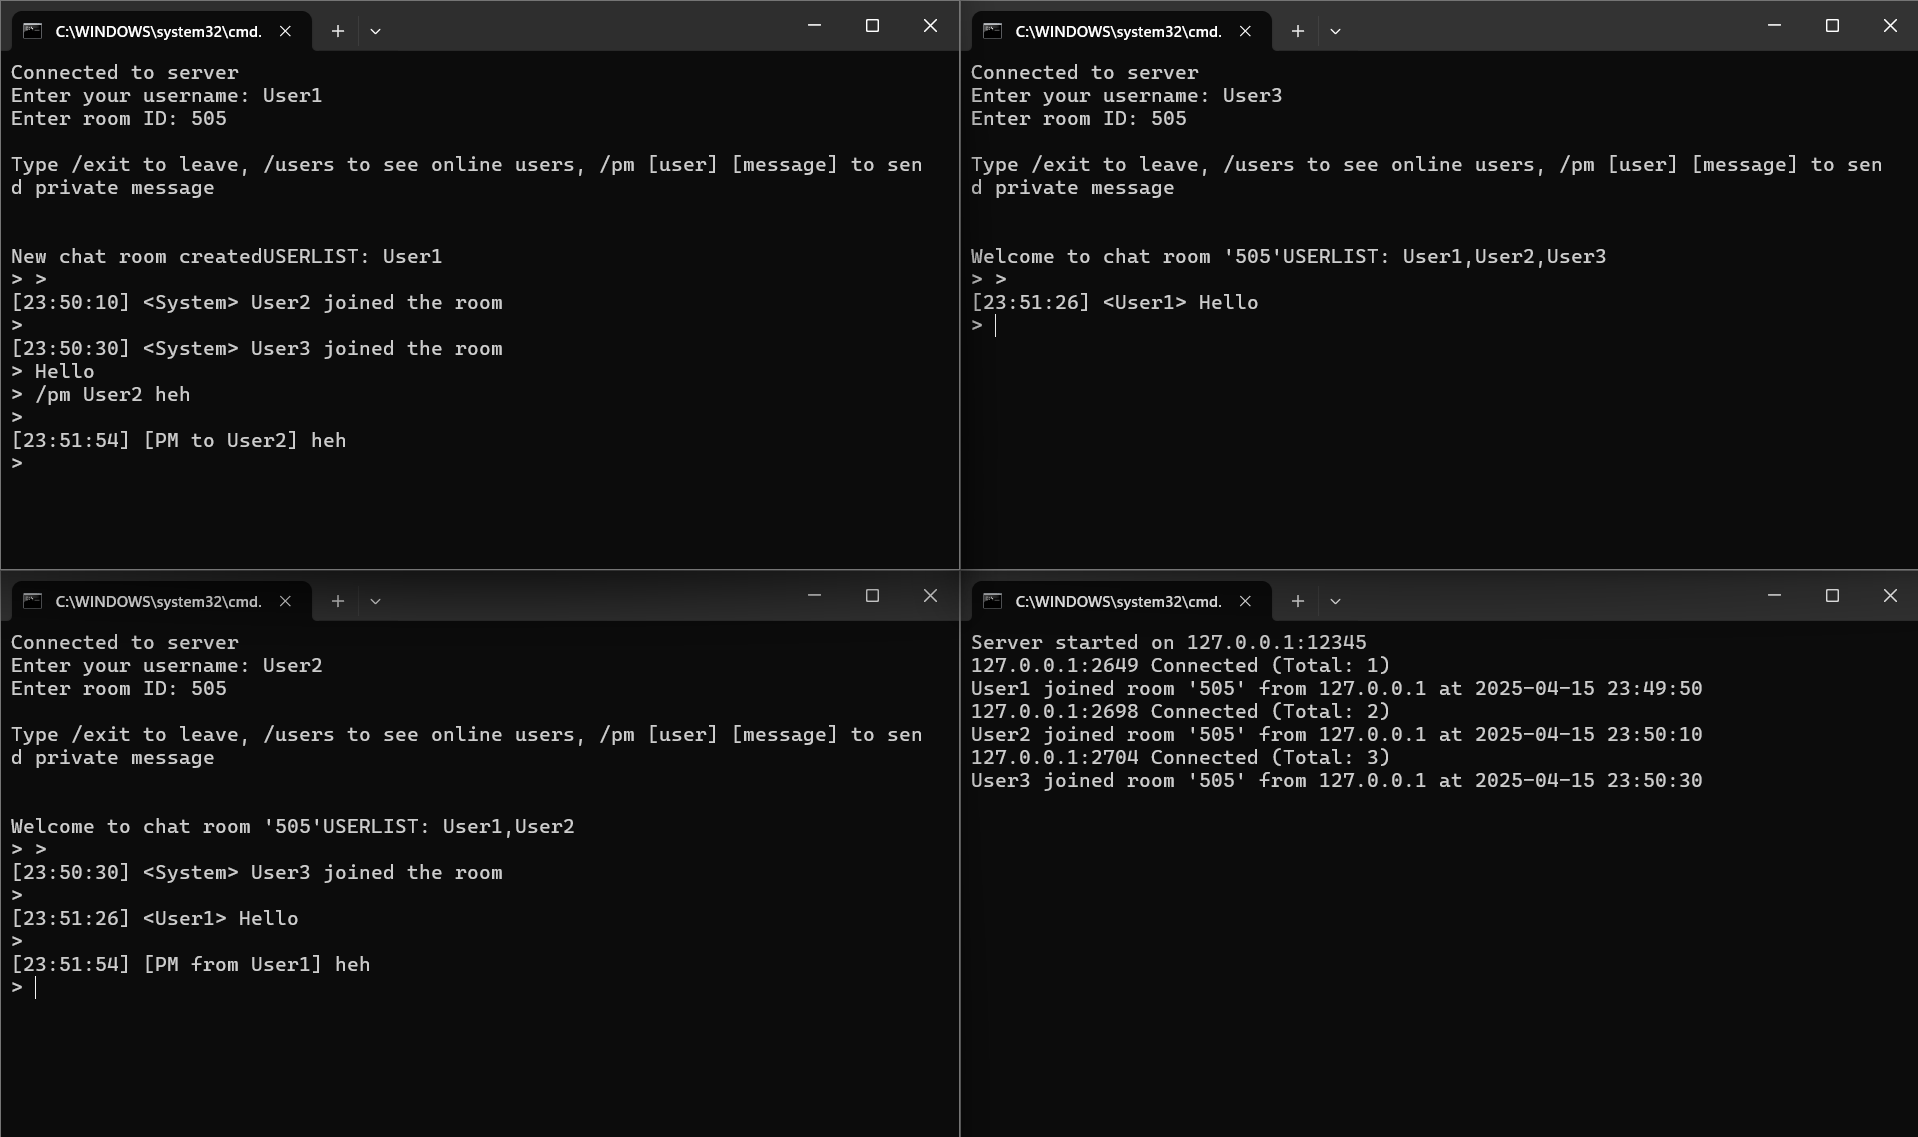 C:\WINDOWS\system32\cmd.
Connected to server
Enter your username: User1
Enter room ID: 505
Type /exit to leave, /users to see online users, /pm [user] [message] to sen
d private message
New chat room createdUSERLIST: User1
> >
[23:50:10] <System> User2 joined the room
>
[23:50:30] <System> User3 joined the room
> Hello
> /pm User2 heh
>
[23:51:54] [PM to User2] heh
>
C:\WINDOWS\system32\cmd.
Connected to server
Enter your username: User3
Enter room ID: 505
Type /exit to leave, /users to see online users, /pm [user] [message] to sen
d private message
Welcome to chat room '505'USERLIST: User1,User2,User3
> >
[23:51:26] <User1> Hello
>
C:\WINDOWS\system32\cmd.
Connected to server
Enter your username: User2
Enter room ID: 505
Type /exit to leave, /users to see online users, /pm [user] [message] to sen
d private message
Welcome to chat room '505'USERLIST: User1,User2
> >
[23:50:30] <System> User3 joined the room
>
[23:51:26] <User1> Hello
>
[23:51:54] [PM from User1] heh
>
C:\WINDOWS\system32\cmd.
Server started on 127.0.0.1:12345
127.0.0.1:2649 Connected (Total: 1)
User1 joined room '505' from 127.0.0.1 at 2025-04-15 23:49:50
127.0.0.1:2698 Connected (Total: 2)
User2 joined room '505' from 127.0.0.1 at 2025-04-15 23:50:10
127.0.0.1:2704 Connected (Total: 3)
User3 joined room '505' from 127.0.0.1 at 2025-04-15 23:50:30